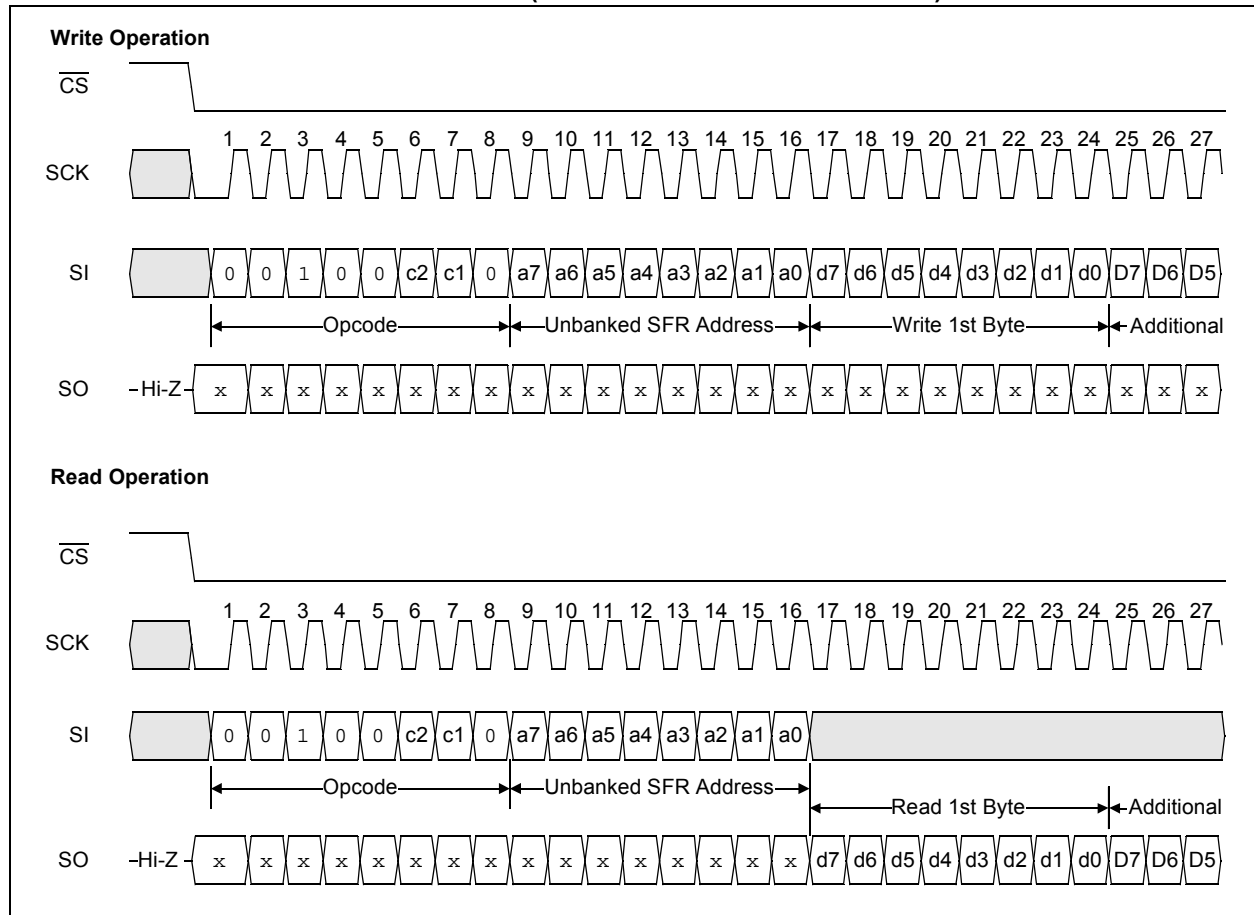 Write Operation
CS
1 2 3 4 5 6 7 8 9 10 11 12 13 14 15 16 17 18 19 20 21 22 23 24 25 26 27
SCK
SI 0 0 1 0 0 c2 c1 0 a7 a6 a5 a4 a3 a2 a1 a0 d7 d6 d5 d4 d3 d2 d1 d0 D7 D6 D5
Opcode Unbanked SFR Address Write 1st Byte Additional
SO Hi-Z x x x x x x x x x x x x x x x x x x x x x x x x x x x
Read Operation
CS
1 2 3 4 5 6 7 8 9 10 11 12 13 14 15 16 17 18 19 20 21 22 23 24 25 26 27
SCK
SI 0 0 1 0 0 c2 c1 0 a7 a6 a5 a4 a3 a2 a1 a0
Opcode Unbanked SFR Address
Read 1st Byte Additional
SO Hi-Z x x x x x x x x x x x x x x x x d7 d6 d5 d4 d3 d2 d1 d0 D7 D6 D5